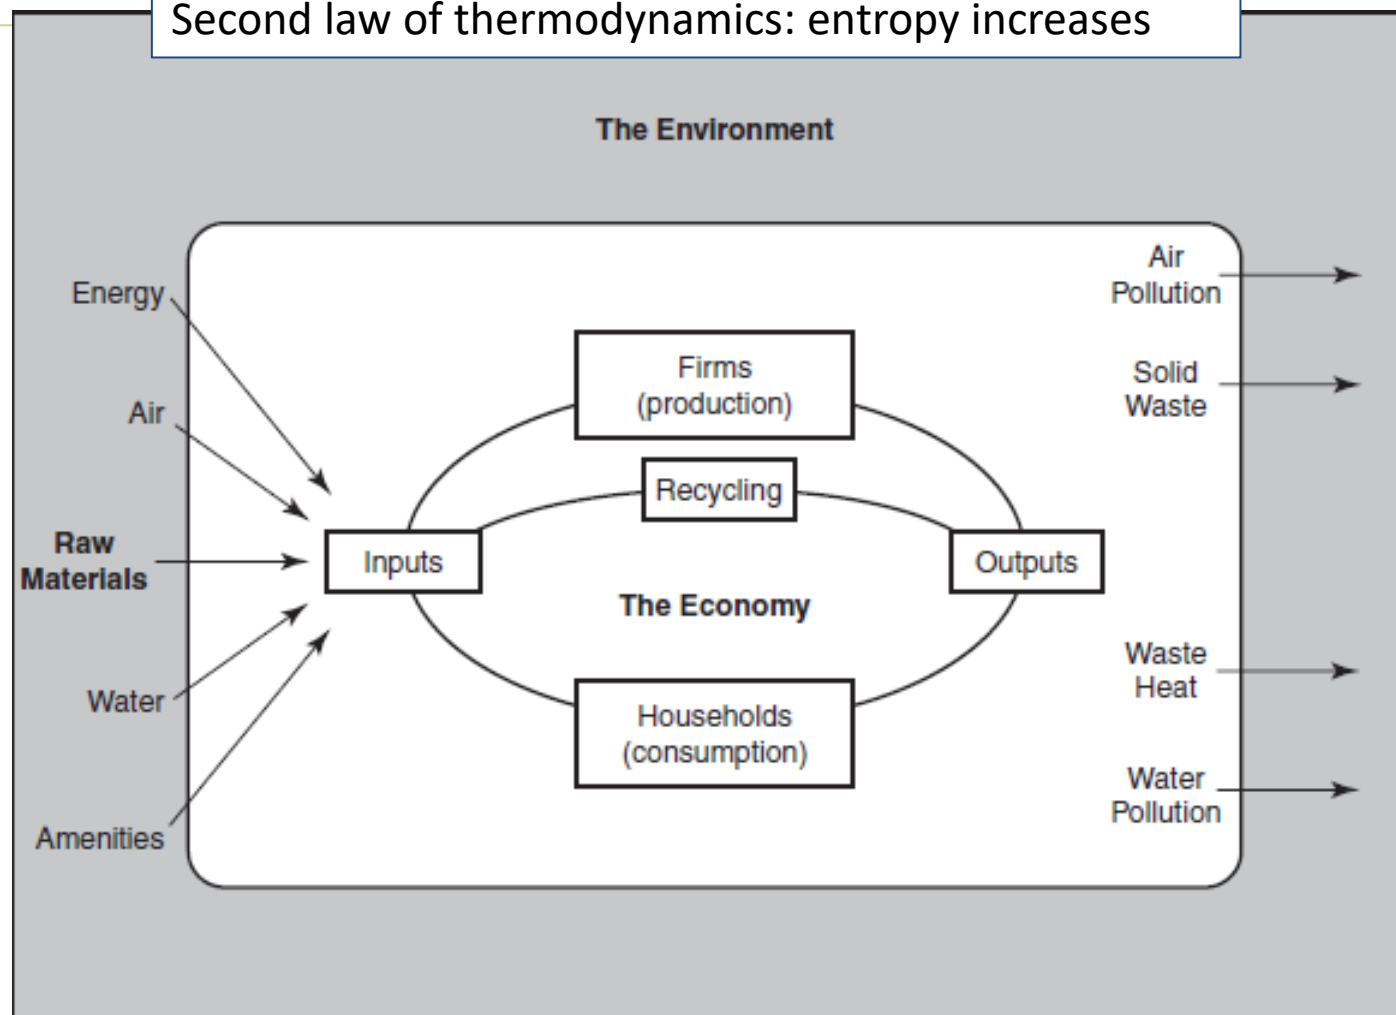 Second law of thermodynamics: entropy increases
The Environment
Energy
Air
Raw
Materials
Water
Amenities
Firms
(production)
Recycling
Inputs
Outputs
The Economy
Households
(consumption)
Air
Pollution
Solid
Waste
Waste
Heat
Water
Pollution